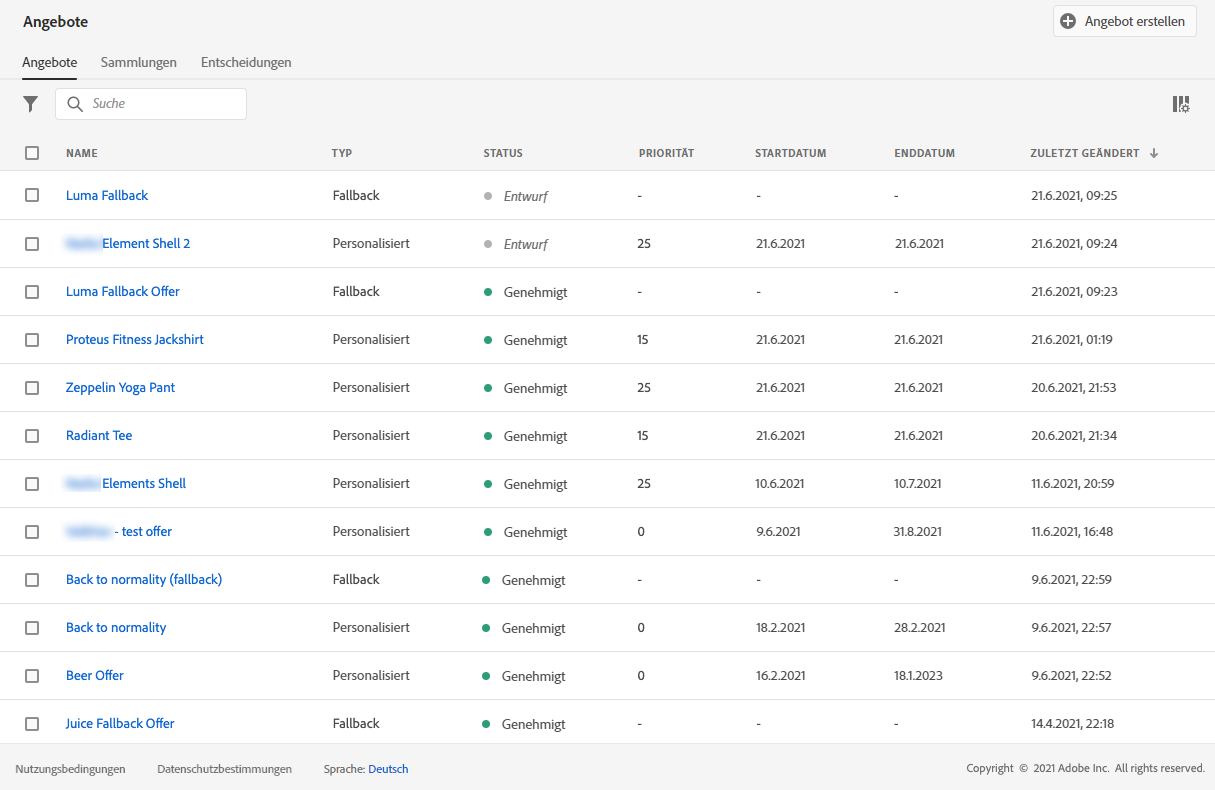 Angebote
Angebot erstellen
Angebote Sammlungen Entscheidungen
Suche
NAME TYP STATUS PRIORITÄT STARTDATUM ENDDATUM ZULETZT GEÄNDERT
Luma Fallback Fallback Entwurf - - - 21.6.2021, 09:25
Element Shell 2 Personalisiert Entwurf 25 21.6.2021 21.6.2021 21.6.2021, 09:24
Luma Fallback Offer Fallback Genehmigt - - - 21.6.2021, 09:23
Proteus Fitness Jackshirt Personalisiert Genehmigt 15 21.6.2021 21.6.2021 21.6.2021, 01:19
Zeppelin Yoga Pant Personalisiert Genehmigt 25 21.6.2021 21.6.2021 20.6.2021, 21:53
Radiant Tee Personalisiert Genehmigt 15 21.6.2021 21.6.2021 20.6.2021, 21:34
Elements Shell Personalisiert Genehmigt 25 10.6.2021 10.7.2021 11.6.2021, 20:59
- test offer Personalisiert Genehmigt 0 9.6.2021 31.8.2021 11.6.2021, 16:48
Back to normality (fallback) Fallback Genehmigt - - - 9.6.2021, 22:59
Back to normality Personalisiert Genehmigt 0 18.2.2021 28.2.2021 9.6.2021, 22:57
Beer Offer Personalisiert Genehmigt 0 16.2.2021 18.1.2023 9.6.2021, 22:52
Juice Fallback Offer Fallback Genehmigt - - - 14.4.2021, 22:18
Nutzungsbedingungen Datenschutzbestimmungen Sprache: Deutsch Copyright © 2021 Adobe Inc. All rights reserved.